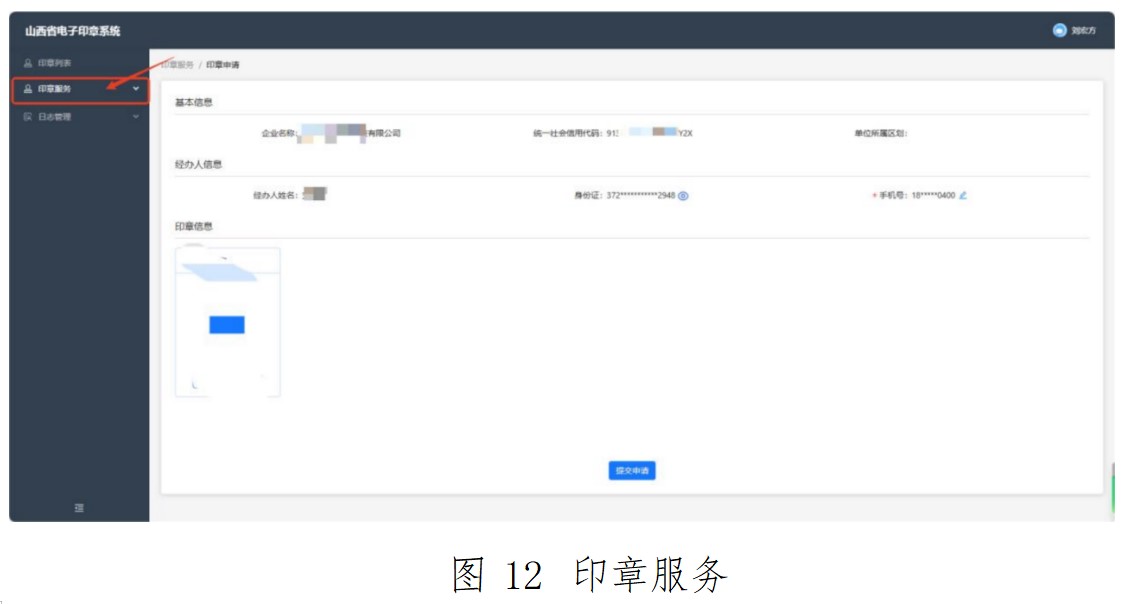 山西省电子印章系统
刘宏方
印章列表
印章服务
日志管理
印章服务 / 印章申请
基本信息
企业名称: 有限公司
统一社会信用代码: 91 Y2X
单位所属区划:
经办人信息
经办人姓名:
身份证: 372***********2948
* 手机号: 18*****0400
印章信息
提交申请
图 12 印章服务